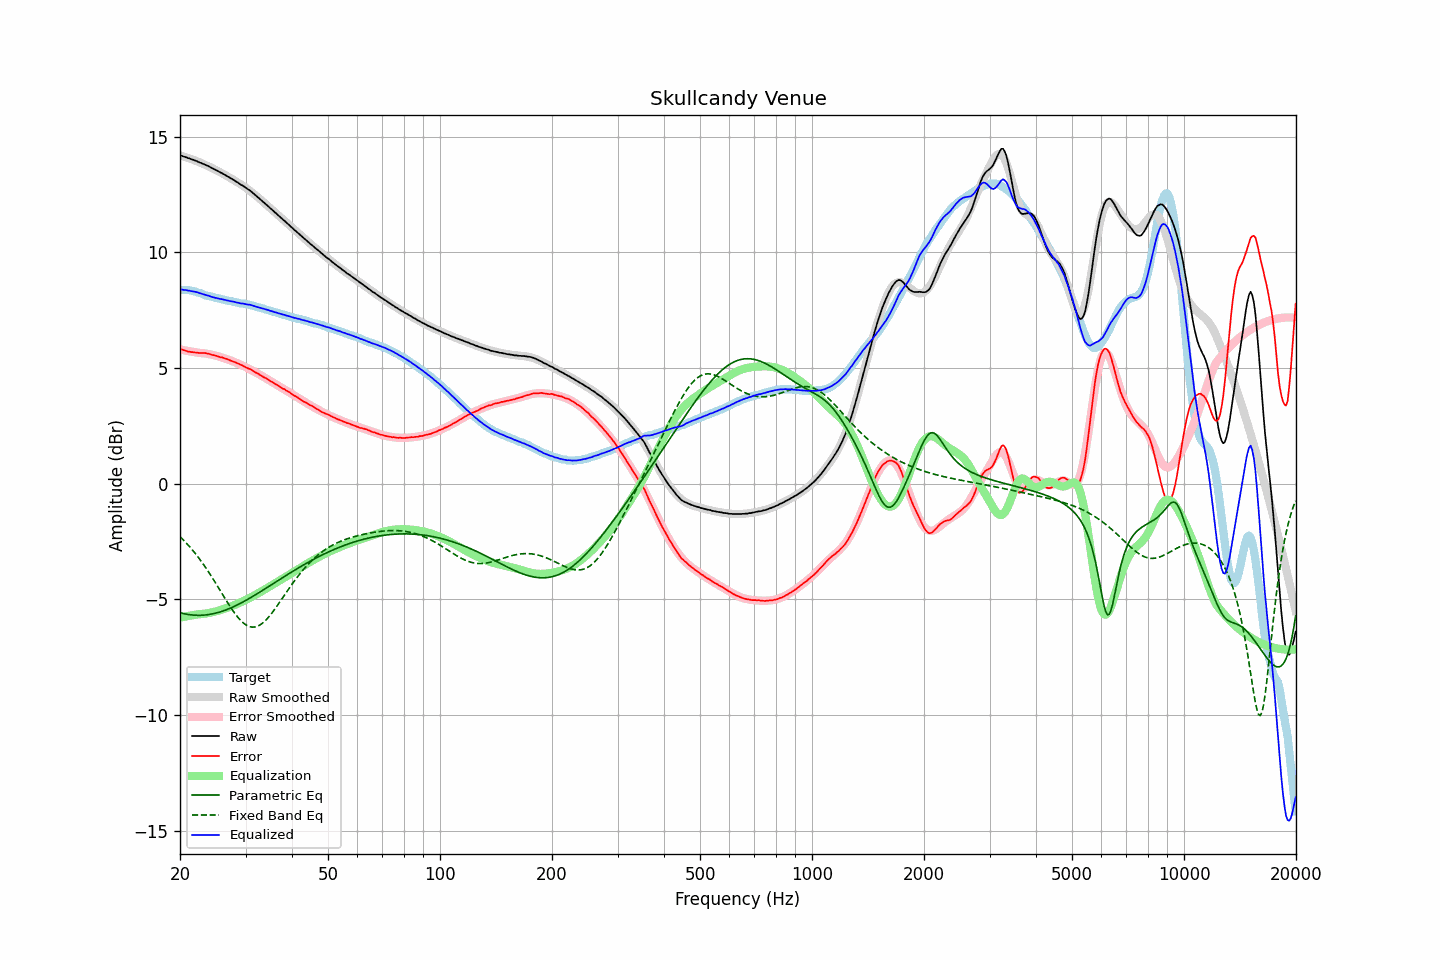 Skullcandy Venue
Amplitude (dBr)
15
10
5
0
−5
−10
−15
Target
Raw Smoothed
Error Smoothed
Raw
Error
Equalization
Parametric Eq
Fixed Band Eq
Equalized
20 50 100 200 500 1000 2000 5000 10000 20000
Frequency (Hz)